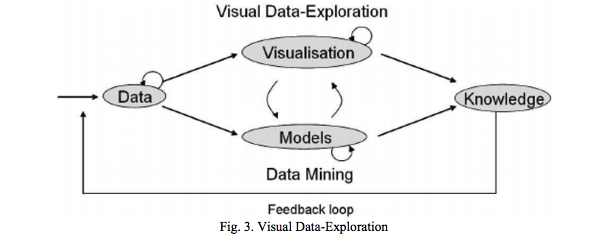 Visual Data-Exploration
Visualisation
Data
Knowledge
Models
Data Mining
Feedback loop
Fig. 3. Visual Data-Exploration